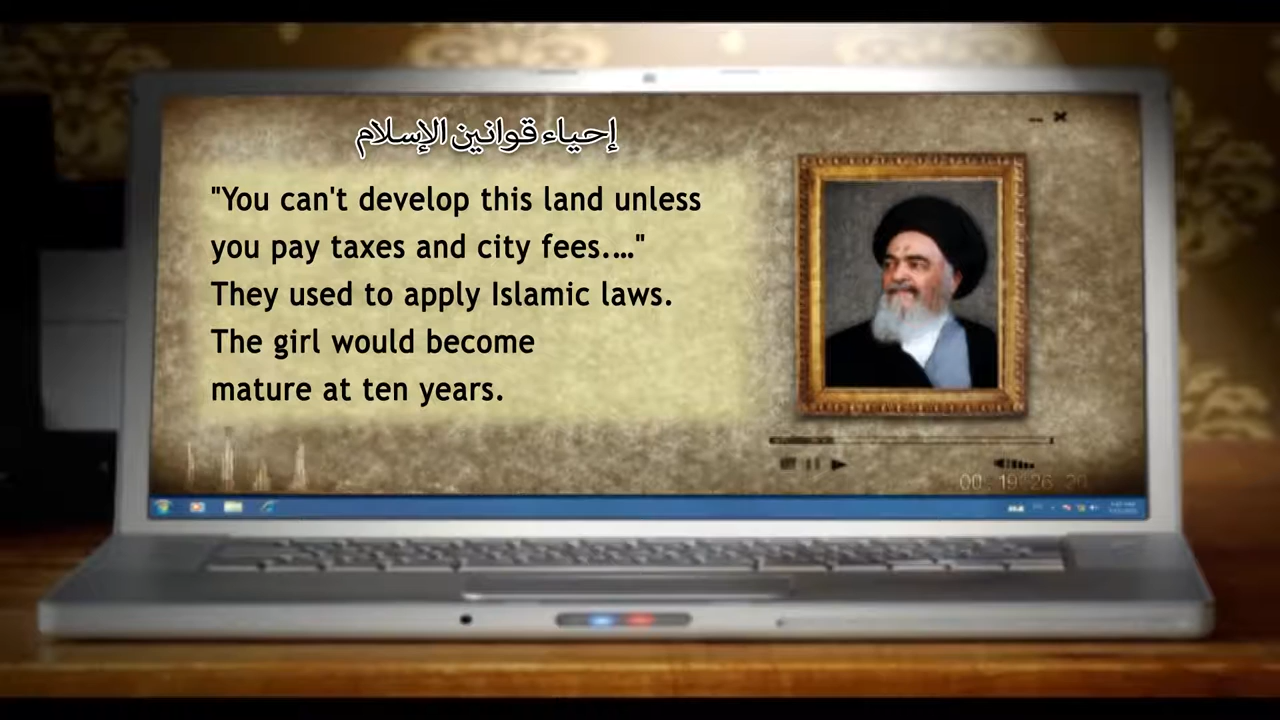 إحياء قوانين الإسلام
"You can't develop this land unless
you pay taxes and city fees...."
They used to apply Islamic laws.
The girl would become
mature at ten years.